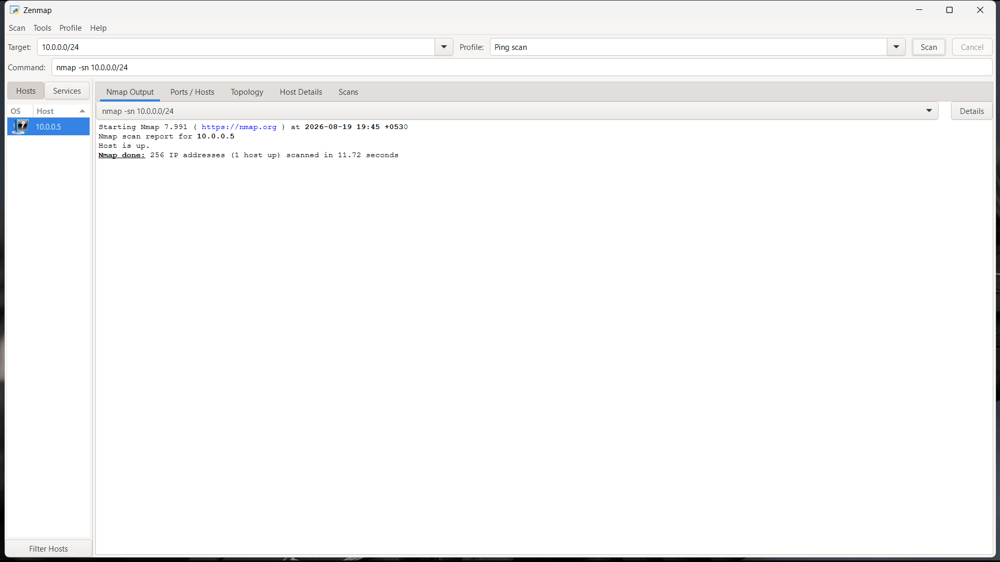 Zenmap
Scan Tools Profile Help
Target: 10.0.0.0/24 Profile: Ping scan Scan Cancel
Command: nmap -sn 10.0.0.0/24
Hosts Services
Nmap Output Ports / Hosts Topology Host Details Scans
OS Host
nmap -sn 10.0.0.0/24 Details
10.0.0.5
Starting Nmap 7.991 ( https://nmap.org ) at 2026-08-19 19:45 +0530
Nmap scan report for 10.0.0.5
Host is up.
Nmap done: 256 IP addresses (1 host up) scanned in 11.72 seconds
Filter Hosts